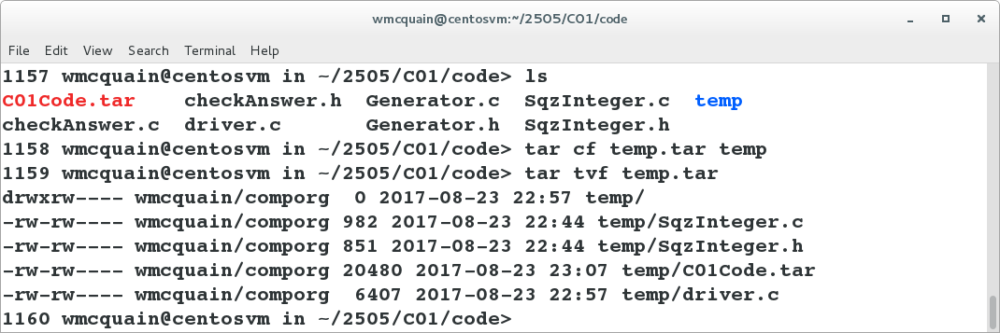 wmcquain@centosvm:~/2505/C01/code
File Edit View Search Terminal Help
1157 wmcquain@centosvm in ~/2505/C01/code> ls
C01Code.tar    checkAnswer.h  Generator.c  SqzInteger.c  temp
checkAnswer.c  driver.c       Generator.h  SqzInteger.h
1158 wmcquain@centosvm in ~/2505/C01/code> tar cf temp.tar temp
1159 wmcquain@centosvm in ~/2505/C01/code> tar tvf temp.tar
drwxrw---- wmcquain/comporg  0 2017-08-23 22:57 temp/
-rw-rw---- wmcquain/comporg 982 2017-08-23 22:44 temp/SqzInteger.c
-rw-rw---- wmcquain/comporg 851 2017-08-23 22:44 temp/SqzInteger.h
-rw-rw---- wmcquain/comporg 20480 2017-08-23 23:07 temp/C01Code.tar
-rw-rw---- wmcquain/comporg  6407 2017-08-23 22:57 temp/driver.c
1160 wmcquain@centosvm in ~/2505/C01/code>